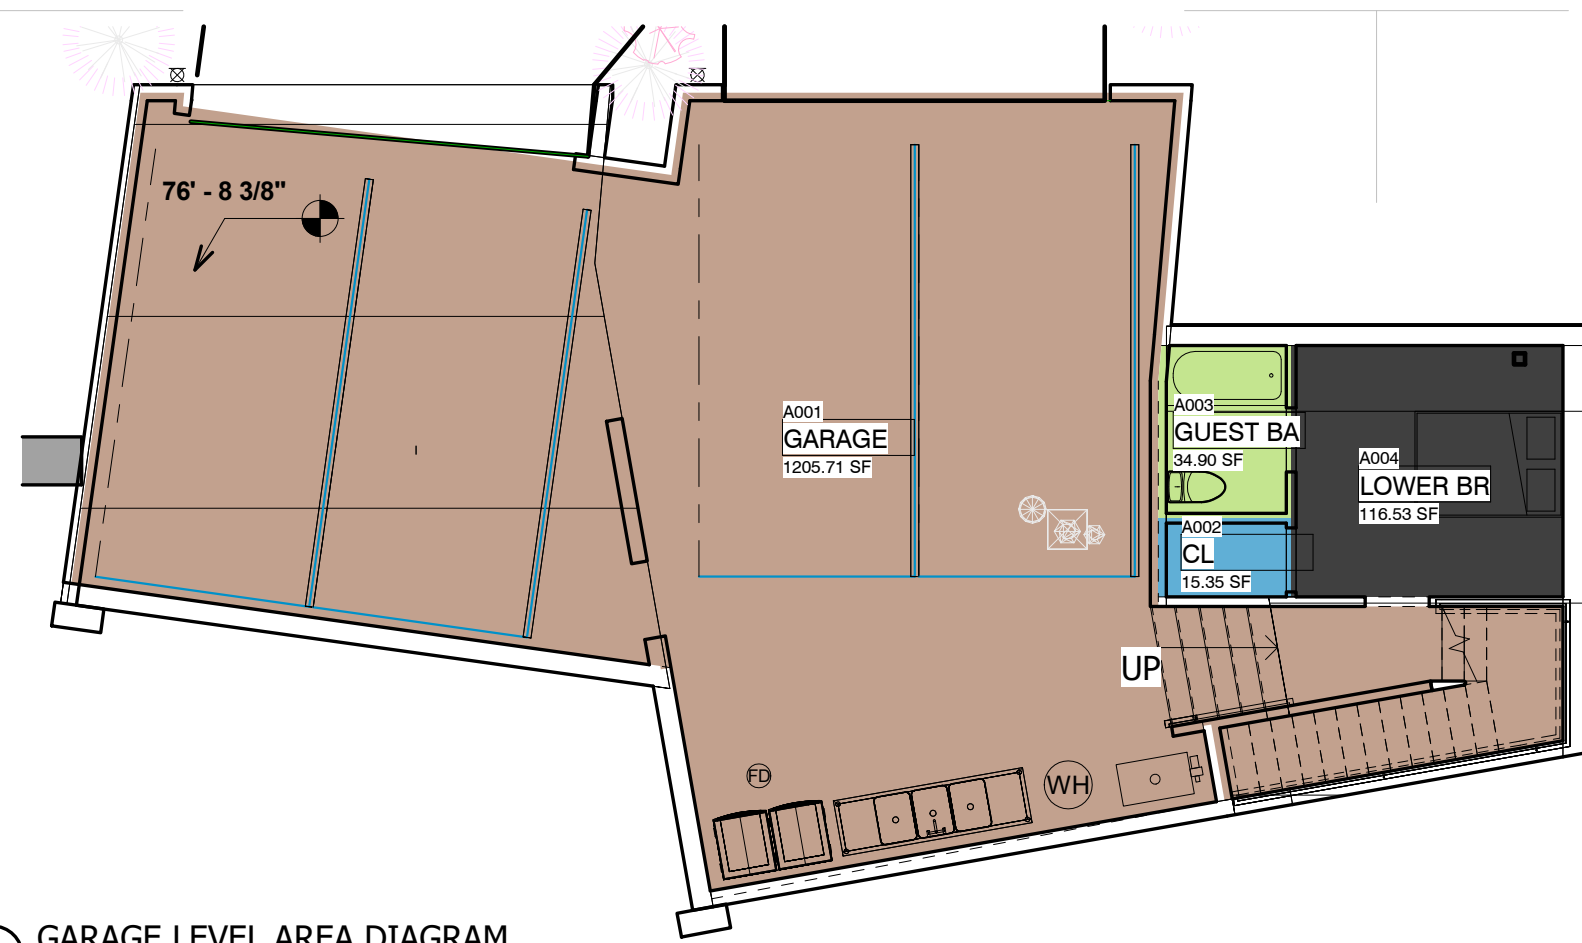 76' - 8 3/8"
A001
GARAGE
1205.71 SF
A003
GUEST BA
34.90 SF
A004
LOWER BR
116.53 SF
A002
CL
15.35 SF
UP
FD
WH
GARAGE LEVEL AREA DIAGRAM